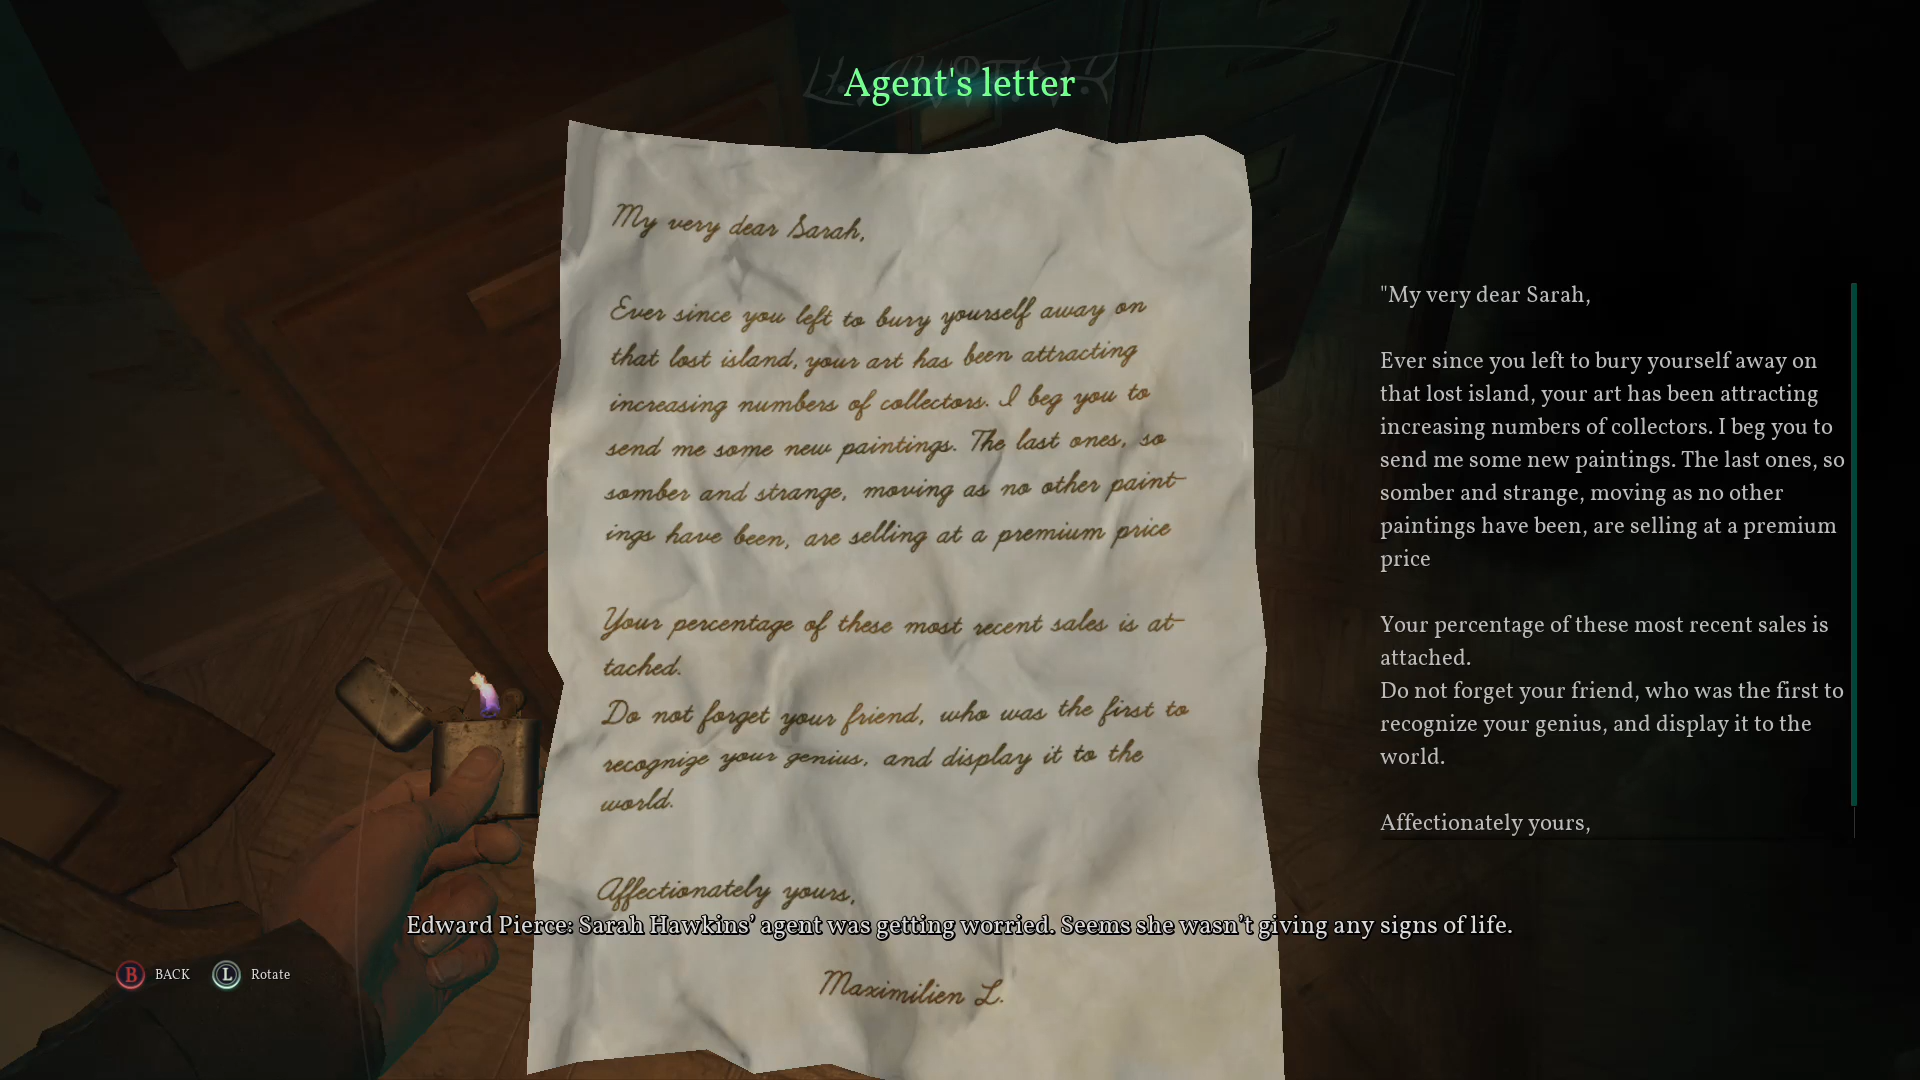 Agent's letter
My very dear Sarah,
Ever since you left to bury yourself away on
that lost island, your art has been attracting
increasing numbers of collectors. I beg you to
send me some new paintings. The last ones, so
somber and strange, moving as no other paint-
ings have been, are selling at a premium price
Your percentage of these most recent sales is at-
tached.
Do not forget your friend, who was the first to
recognize your genius, and display it to the
world.
Affectionately yours,
Maximilien L.
"My very dear Sarah,
Ever since you left to bury yourself away on
that lost island, your art has been attracting
increasing numbers of collectors. I beg you to
send me some new paintings. The last ones, so
somber and strange, moving as no other
paintings have been, are selling at a premium
price
Your percentage of these most recent sales is
attached.
Do not forget your friend, who was the first to
recognize your genius, and display it to the
world.
Affectionately yours,
Edward Pierce: Sarah Hawkins' agent was getting worried. Seems she wasn't giving any signs of life.
B BACK L Rotate